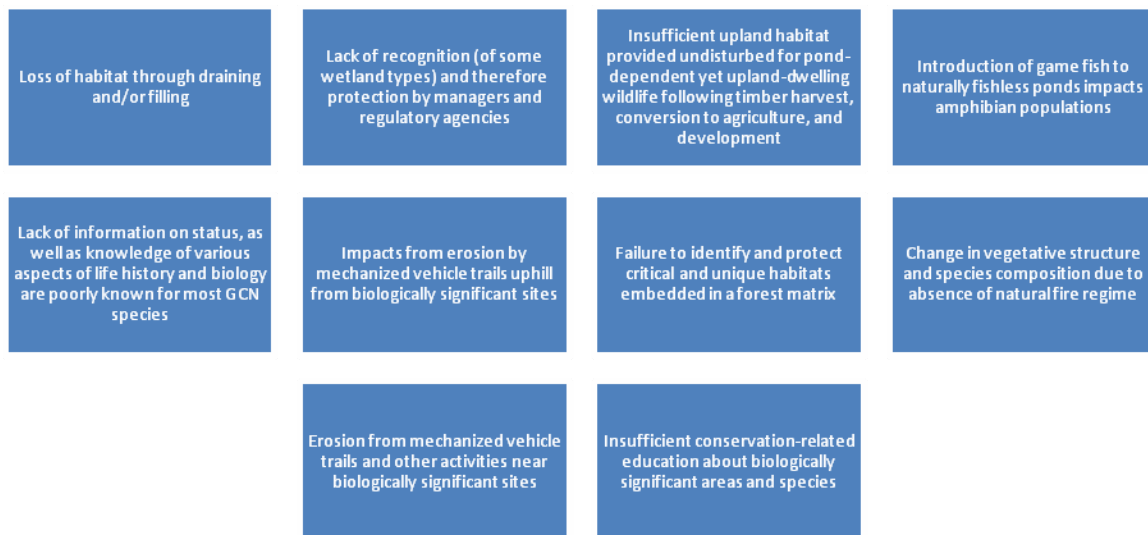 Loss of habitat through draining
and/or filling
Lack of recognition (of some
wetland types) and therefore
protection by managers and
regulatory agencies
Insufficient upland habitat
provided undisturbed for pond-
dependent yet upland-dwelling
wildlife following timber harvest,
conversion to agriculture, and
development
Introduction of game fish to
naturally fishless ponds impacts
amphibian populations
Lack of information on status, as
well as knowledge of various
aspects of life history and biology
are poorly known for most GCN
species
Impacts from erosion by
mechanized vehicle trails uphill
from biologically significant sites
Failure to identify and protect
critical and unique habitats
embedded in a forest matrix
Change in vegetative structure
and species composition due to
absence of natural fire regime
Erosion from mechanized vehicle
trails and other activities near
biologically significant sites
Insufficient conservation-related
education about biologically
significant areas and species